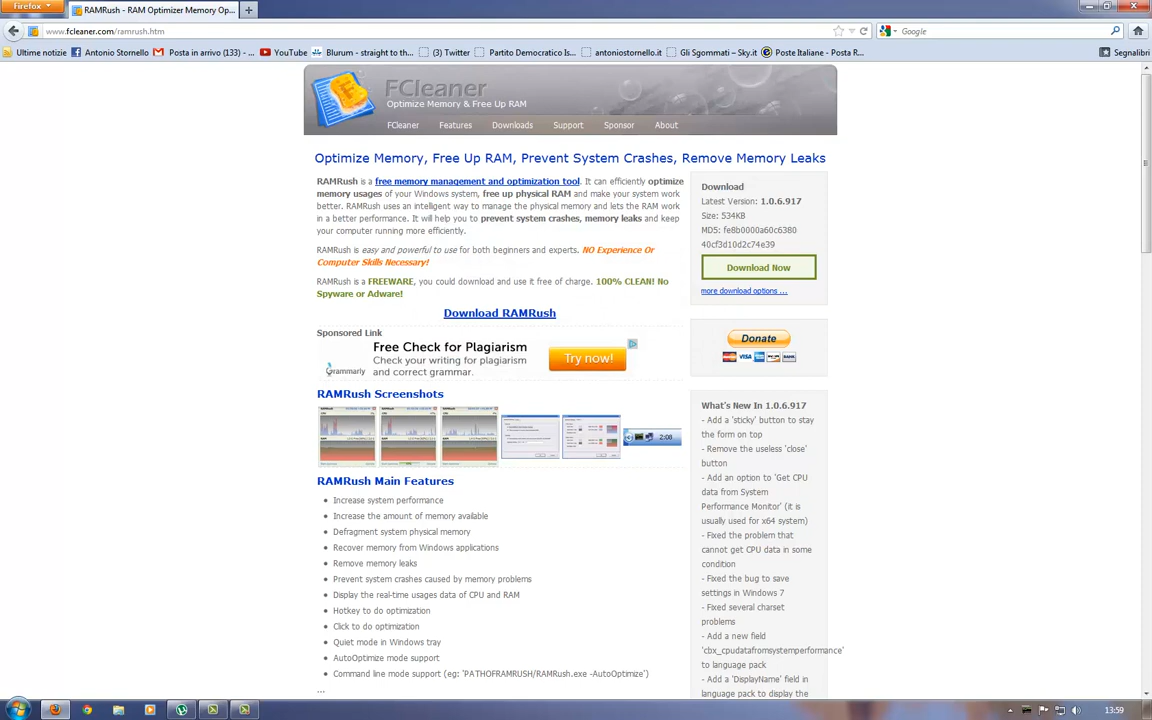 Firefox
RAMRush - RAM Optimizer Memory Op...
www.fcleaner.com/ramrush.htm
Google
Ultime notizie
Antonio Stornello
Posta in arrivo (133) - ...
YouTube
Blurum - straight to th...
(3) Twitter
Partito Democratico Is...
antoniostornello.it
Gli Sgommati – Sky.it
Poste Italiane - Posta R...
Segnalibri
FCleaner
Optimize Memory & Free Up RAM
FCleaner Features Downloads Support Sponsor About
Optimize Memory, Free Up RAM, Prevent System Crashes, Remove Memory Leaks
RAMRush is a free memory management and optimization tool. It can efficiently optimize
memory usages of your Windows system, free up physical RAM and make your system work
better. RAMRush uses an intelligent way to manage the physical memory and lets the RAM work
in a better performance. It will help you to prevent system crashes, memory leaks and keep
your computer running more efficiently.
RAMRush is easy and powerful to use for both beginners and experts. NO Experience Or
Computer Skills Necessary!
RAMRush is a FREEWARE, you could download and use it free of charge. 100% CLEAN! No
Spyware or Adware!
Download RAMRush
Sponsored Link
Free Check for Plagiarism
Check your writing for plagiarism
and correct grammar.
grammarly
Try now!
RAMRush Screenshots
2:08
RAMRush Main Features
Increase system performance
Increase the amount of memory available
Defragment system physical memory
Recover memory from Windows applications
Remove memory leaks
Prevent system crashes caused by memory problems
Display the real-time usages data of CPU and RAM
Hotkey to do optimization
Click to do optimization
Quiet mode in Windows tray
AutoOptimize mode support
Command line mode support (eg: 'PATHOFRAMRUSH/RAMRush.exe -AutoOptimize')
...
Download
Latest Version: 1.0.6.917
Size: 534KB
MD5: fe8b0000a60c6380
40cf3d10d2c74e39
Download Now
more download options ...
Donate
VISA
BANK
What's New In 1.0.6.917
- Add a 'sticky' button to stay
the form on top
- Remove the useless 'close'
button
- Add an option to 'Get CPU
data from System
Performance Monitor' (it is
usually used for x64 system)
- Fixed the problem that
cannot get CPU data in some
condition
- Fixed the bug to save
settings in Windows 7
- Fixed several charset
problems
- Add a new field
'cbx_cpudatafromsystemperformance'
to language pack
- Add a 'DisplayName' field in
language pack to display the
13:59